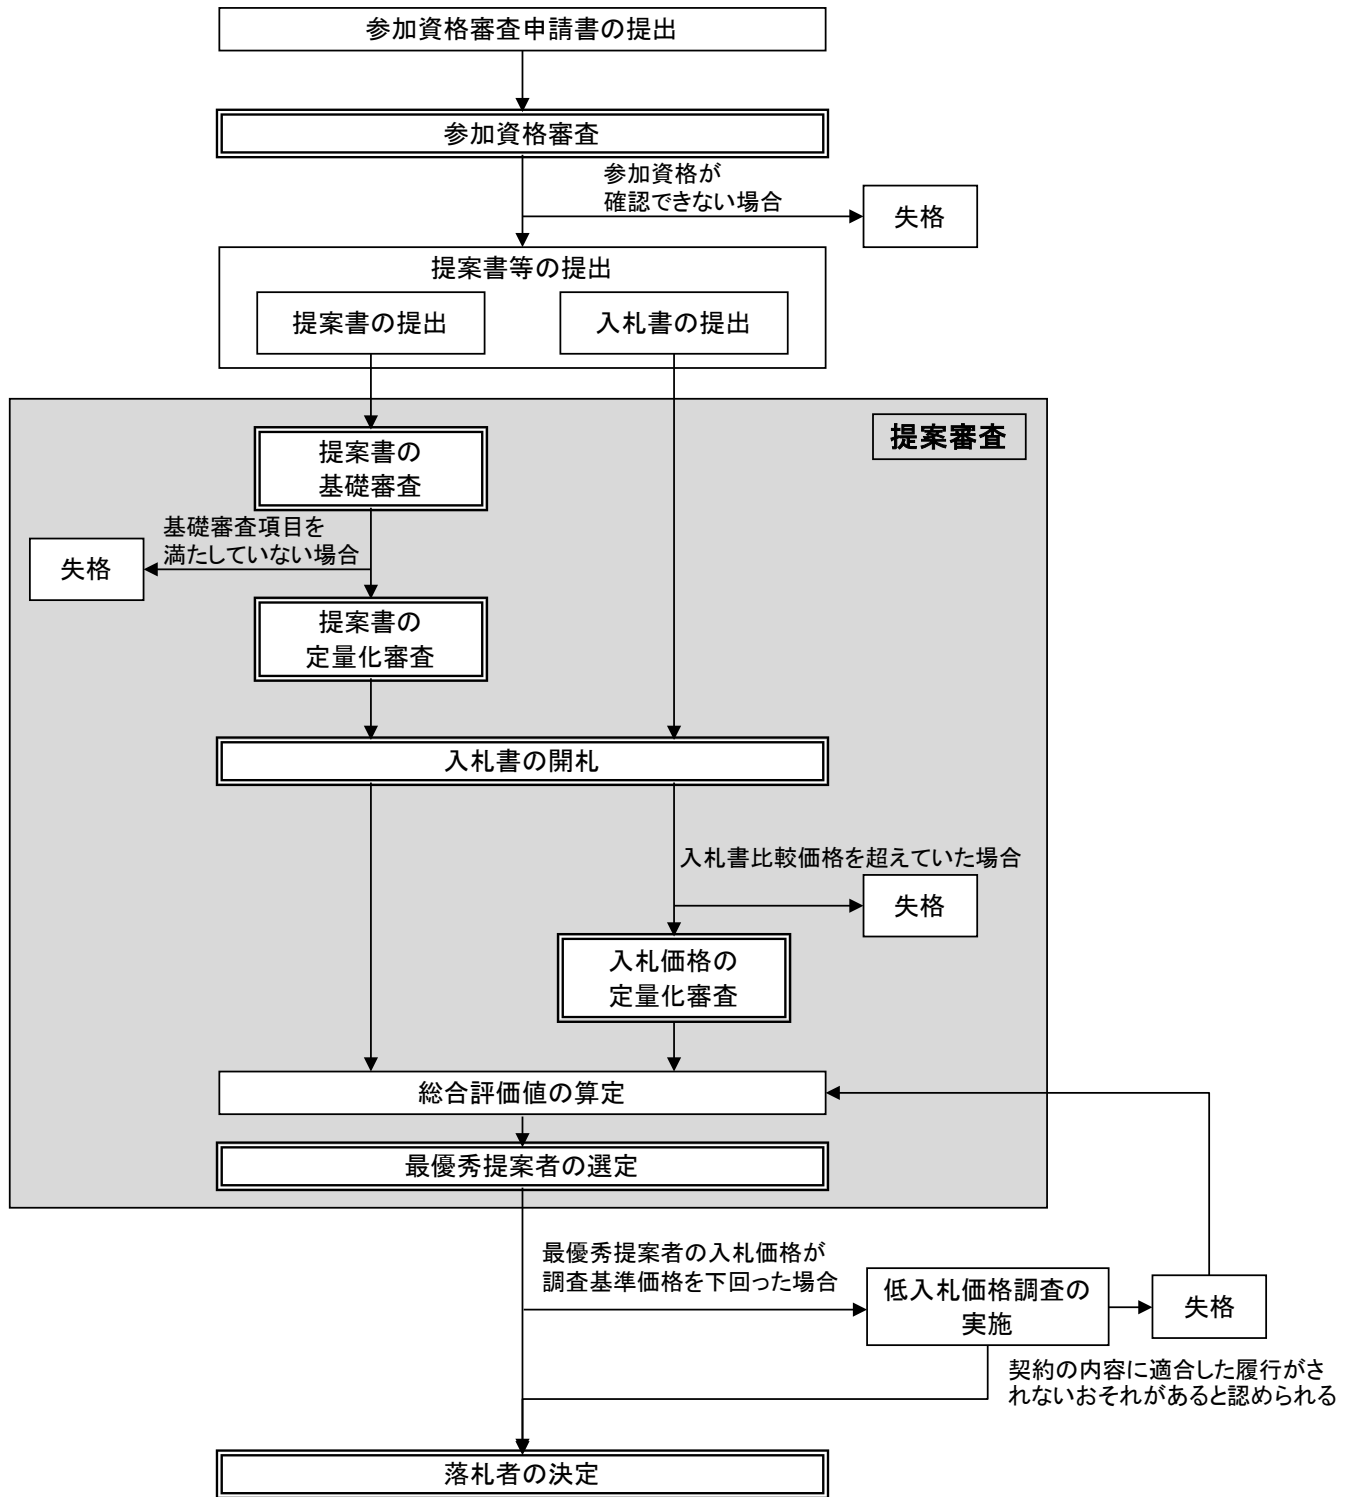 参加資格審査申請書の提出
参加資格審査
参加資格が
確認できない場合
失格
提案書等の提出
提案書の提出
入札書の提出
提案審査
提案書の
基礎審査
基礎審査項目を
満たしていない場合
失格
提案書の
定量化審査
入札書の開札
入札書比較価格を超えていた場合
失格
入札価格の
定量化審査
総合評価値の算定
最優秀提案者の選定
最優秀提案者の入札価格が
調査基準価格を下回った場合
低入札価格調査の
実施
失格
契約の内容に適合した履行がさ
れないおそれがあると認められる
落札者の決定